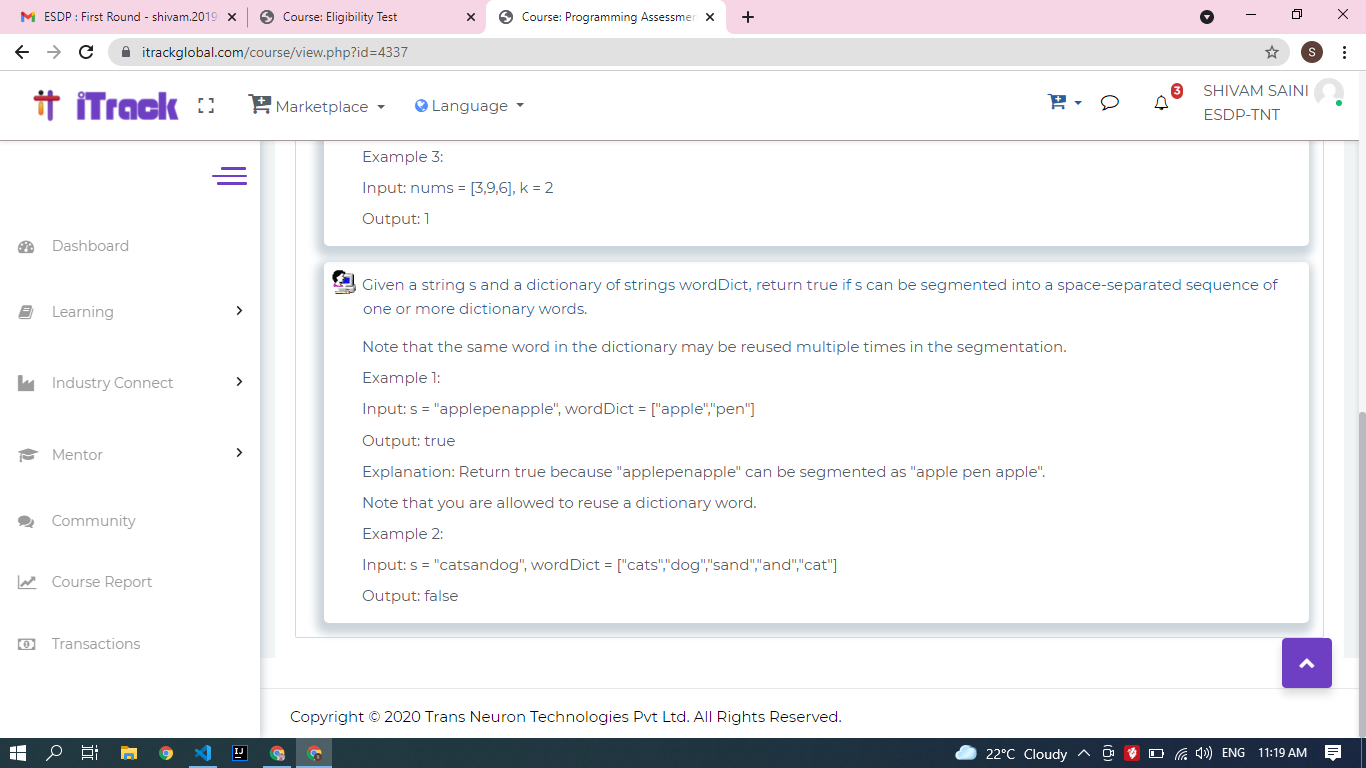 ESDP : First Round - shivam.2019
Course: Eligibility Test
Course: Programming Assessmen
itrackglobal.com/course/view.php?id=4337
S
iTrack
Marketplace
Language
3
SHIVAM SAINI
ESDP-TNT
Dashboard
Learning
Industry Connect
Mentor
Community
Course Report
Transactions
Example 3:
Input: nums = [3,9,6], k = 2
Output: 1
Given a string s and a dictionary of strings wordDict, return true if s can be segmented into a space-separated sequence of
one or more dictionary words.
Note that the same word in the dictionary may be reused multiple times in the segmentation.
Example 1:
Input: s = "applepenapple", wordDict = ["apple","pen"]
Output: true
Explanation: Return true because "applepenapple" can be segmented as "apple pen apple".
Note that you are allowed to reuse a dictionary word.
Example 2:
Input: s = "catsandog", wordDict = ["cats","dog","sand","and","cat"]
Output: false
Copyright © 2020 Trans Neuron Technologies Pvt Ltd. All Rights Reserved.
22°C Cloudy
ENG
11:19 AM